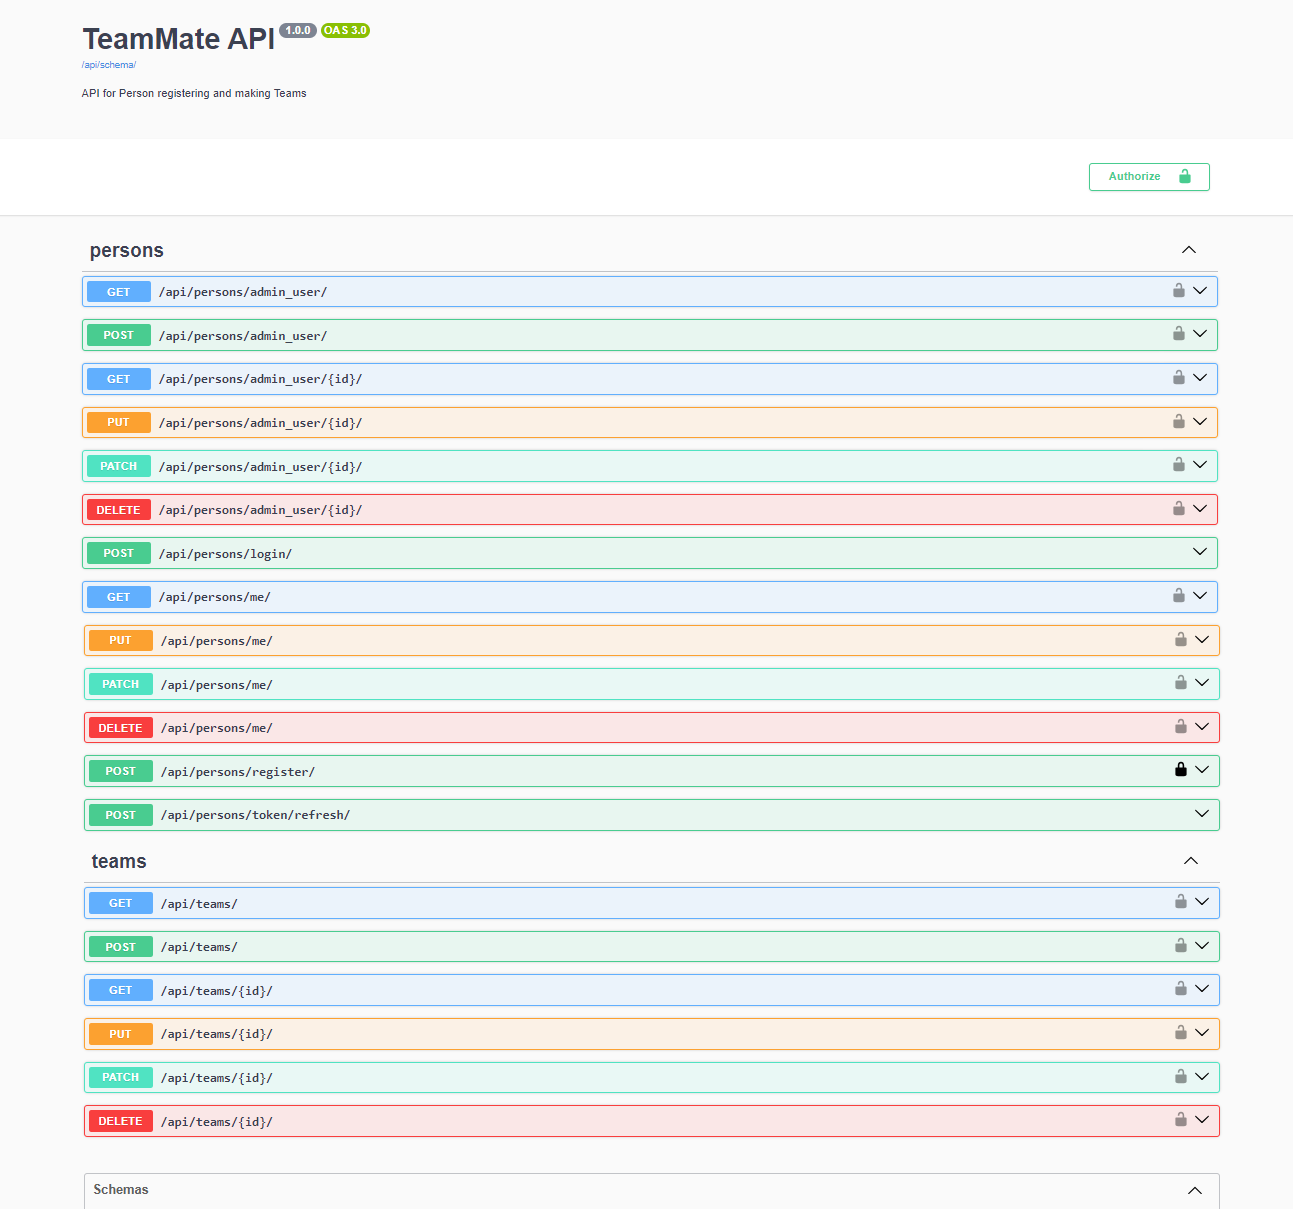 TeamMate API 1.0.0 OAS 3.0
/api/schema/
API for Person registering and making Teams
Authorize
persons
GET /api/persons/admin_user/
POST /api/persons/admin_user/
GET /api/persons/admin_user/{id}/
PUT /api/persons/admin_user/{id}/
PATCH /api/persons/admin_user/{id}/
DELETE /api/persons/admin_user/{id}/
POST /api/persons/login/
GET /api/persons/me/
PUT /api/persons/me/
PATCH /api/persons/me/
DELETE /api/persons/me/
POST /api/persons/register/
POST /api/persons/token/refresh/
teams
GET /api/teams/
POST /api/teams/
GET /api/teams/{id}/
PUT /api/teams/{id}/
PATCH /api/teams/{id}/
DELETE /api/teams/{id}/
Schemas